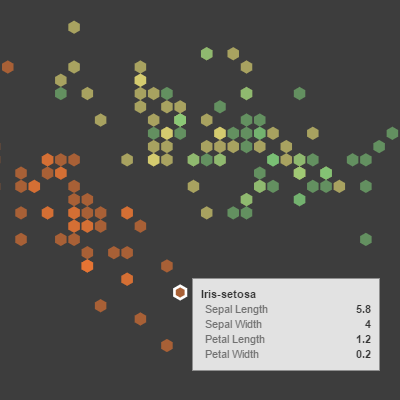 Iris-setosa
Sepal Length 5.8
Sepal Width 4
Petal Length 1.2
Petal Width 0.2